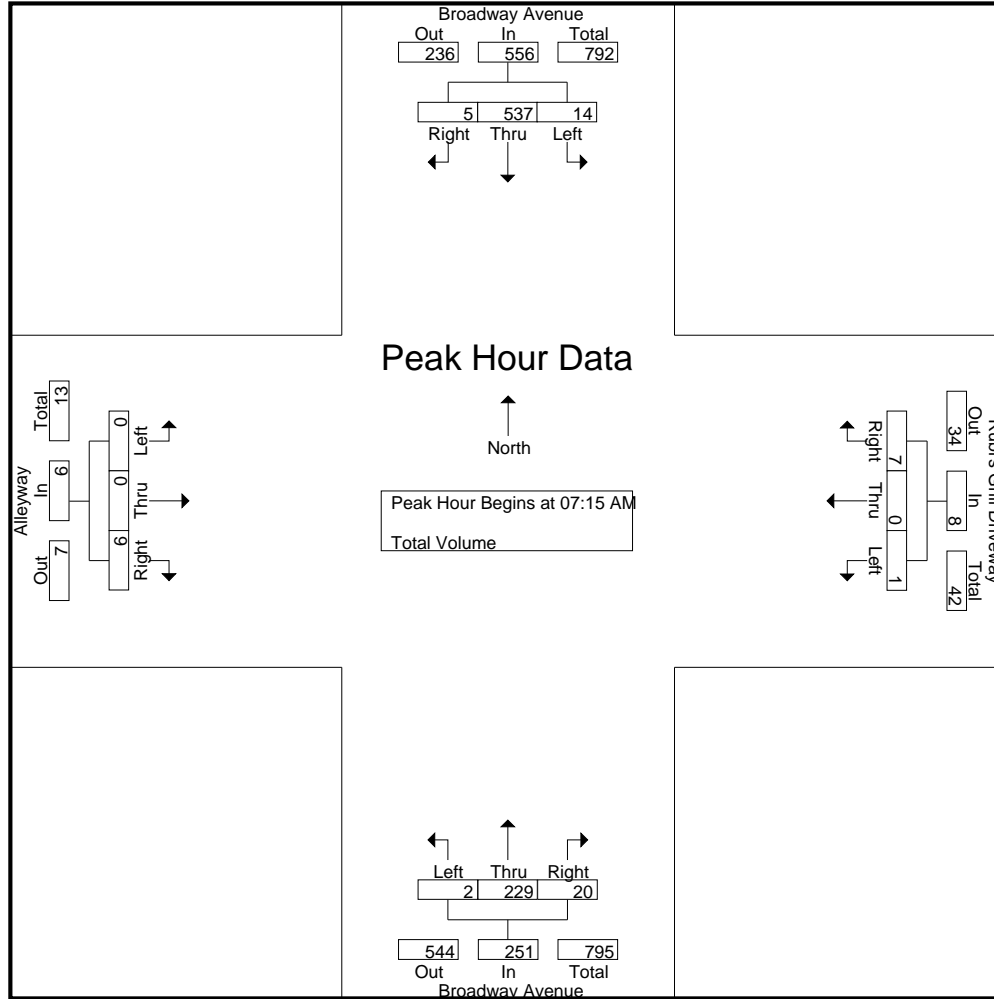 Broadway Avenue
Out In Total
236 556 792
5 537 14
Right Thru Left
Peak Hour Data
North
Peak Hour Begins at 07:15 AM
Total Volume
Alleyway
Out In Total
7 6 13
Left Thru Right
0 0 6
Out In Total
34 8 42
Right Thru Left
7 0 1
Driveway
Left Thru Right
2 229 20
544 251 795
Out In Total
Broadway Avenue